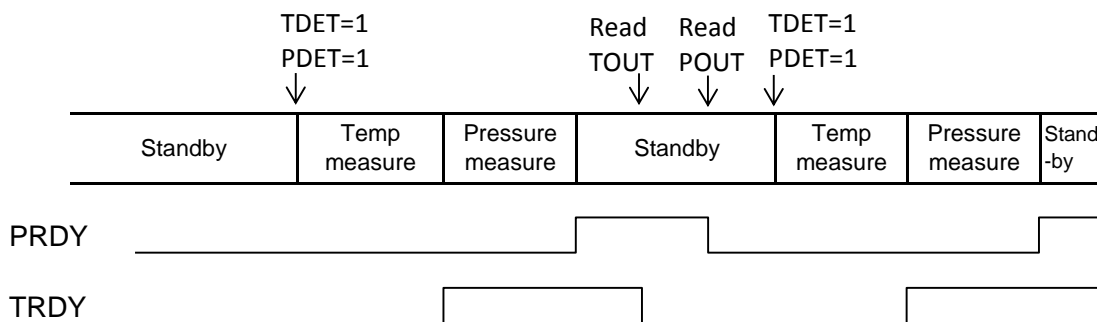 TDET=1
PDET=1
Read
TOUT
Read
POUT
TDET=1
PDET=1
Standby
Temp
measure
Pressure
measure
Standby
Temp
measure
Pressure
measure
Stand
-by
PRDY
TRDY